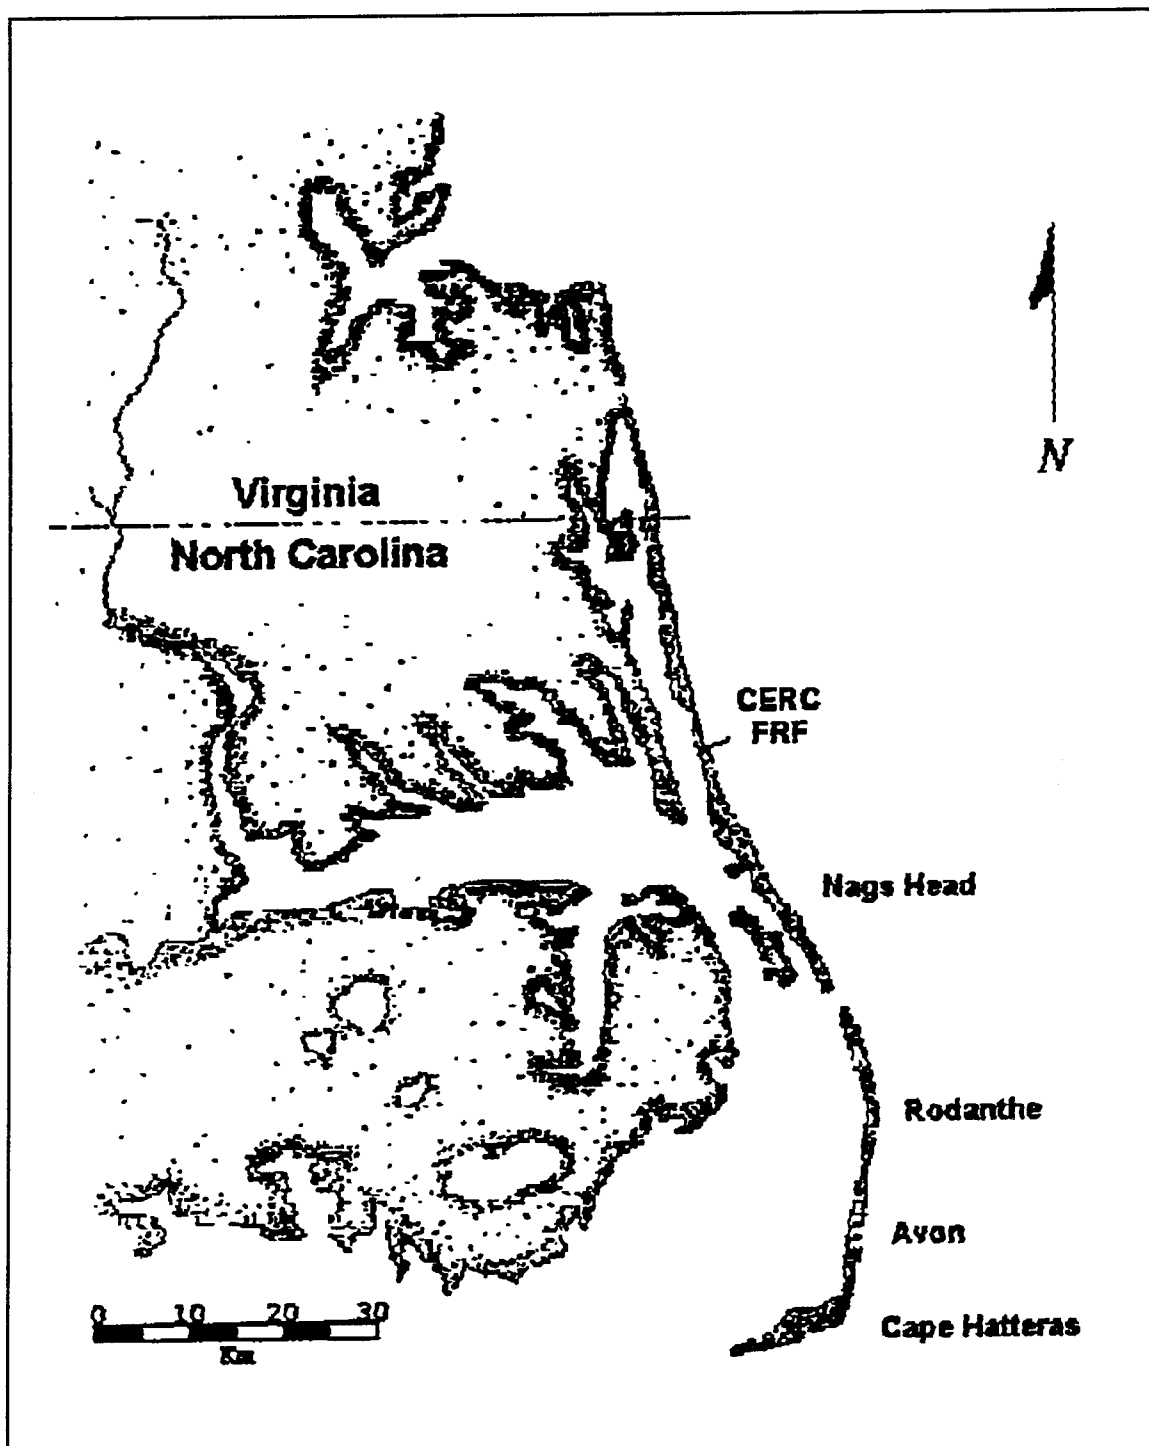 N
Virginia
North Carolina
CERC
FRF
Nags Head
Rodanthe
Avon
0 10 20 30
Km
Cape Hatteras